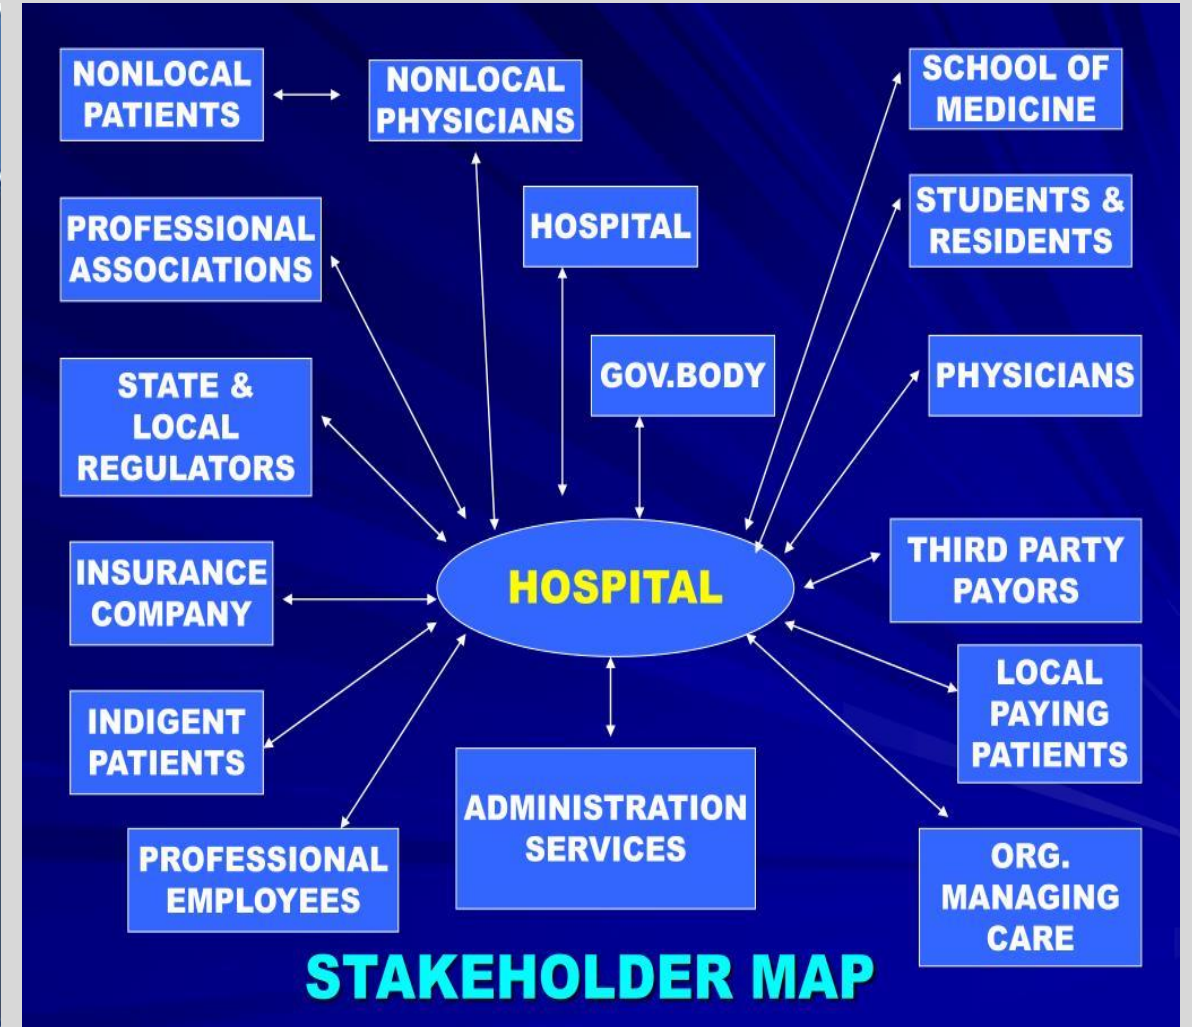 NONLOCAL
PATIENTS
NONLOCAL
PHYSICIANS
SCHOOL OF
MEDICINE
PROFESSIONAL
ASSOCIATIONS
HOSPITAL
STUDENTS &
RESIDENTS
STATE &
LOCAL
REGULATORS
GOV.BODY
PHYSICIANS
INSURANCE
COMPANY
HOSPITAL
THIRD PARTY
PAYORS
INDIGENT
PATIENTS
LOCAL
PAYING
PATIENTS
PROFESSIONAL
EMPLOYEES
ADMINISTRATION
SERVICES
ORG.
MANAGING
CARE
STAKEHOLDER MAP